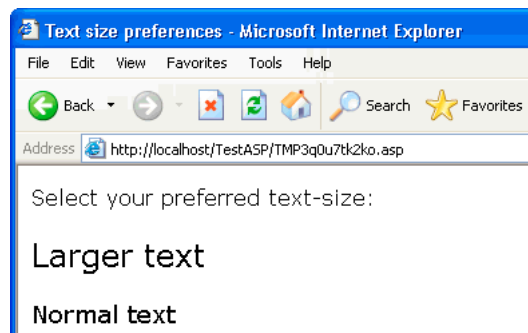 Text size preferences - Microsoft Internet Explorer
File Edit View Favorites Tools Help
Back Search Favorites
Address http://localhost/TestASP/TMP3q0u7tk2ko.asp
Select your preferred text-size:
Larger text
Normal text